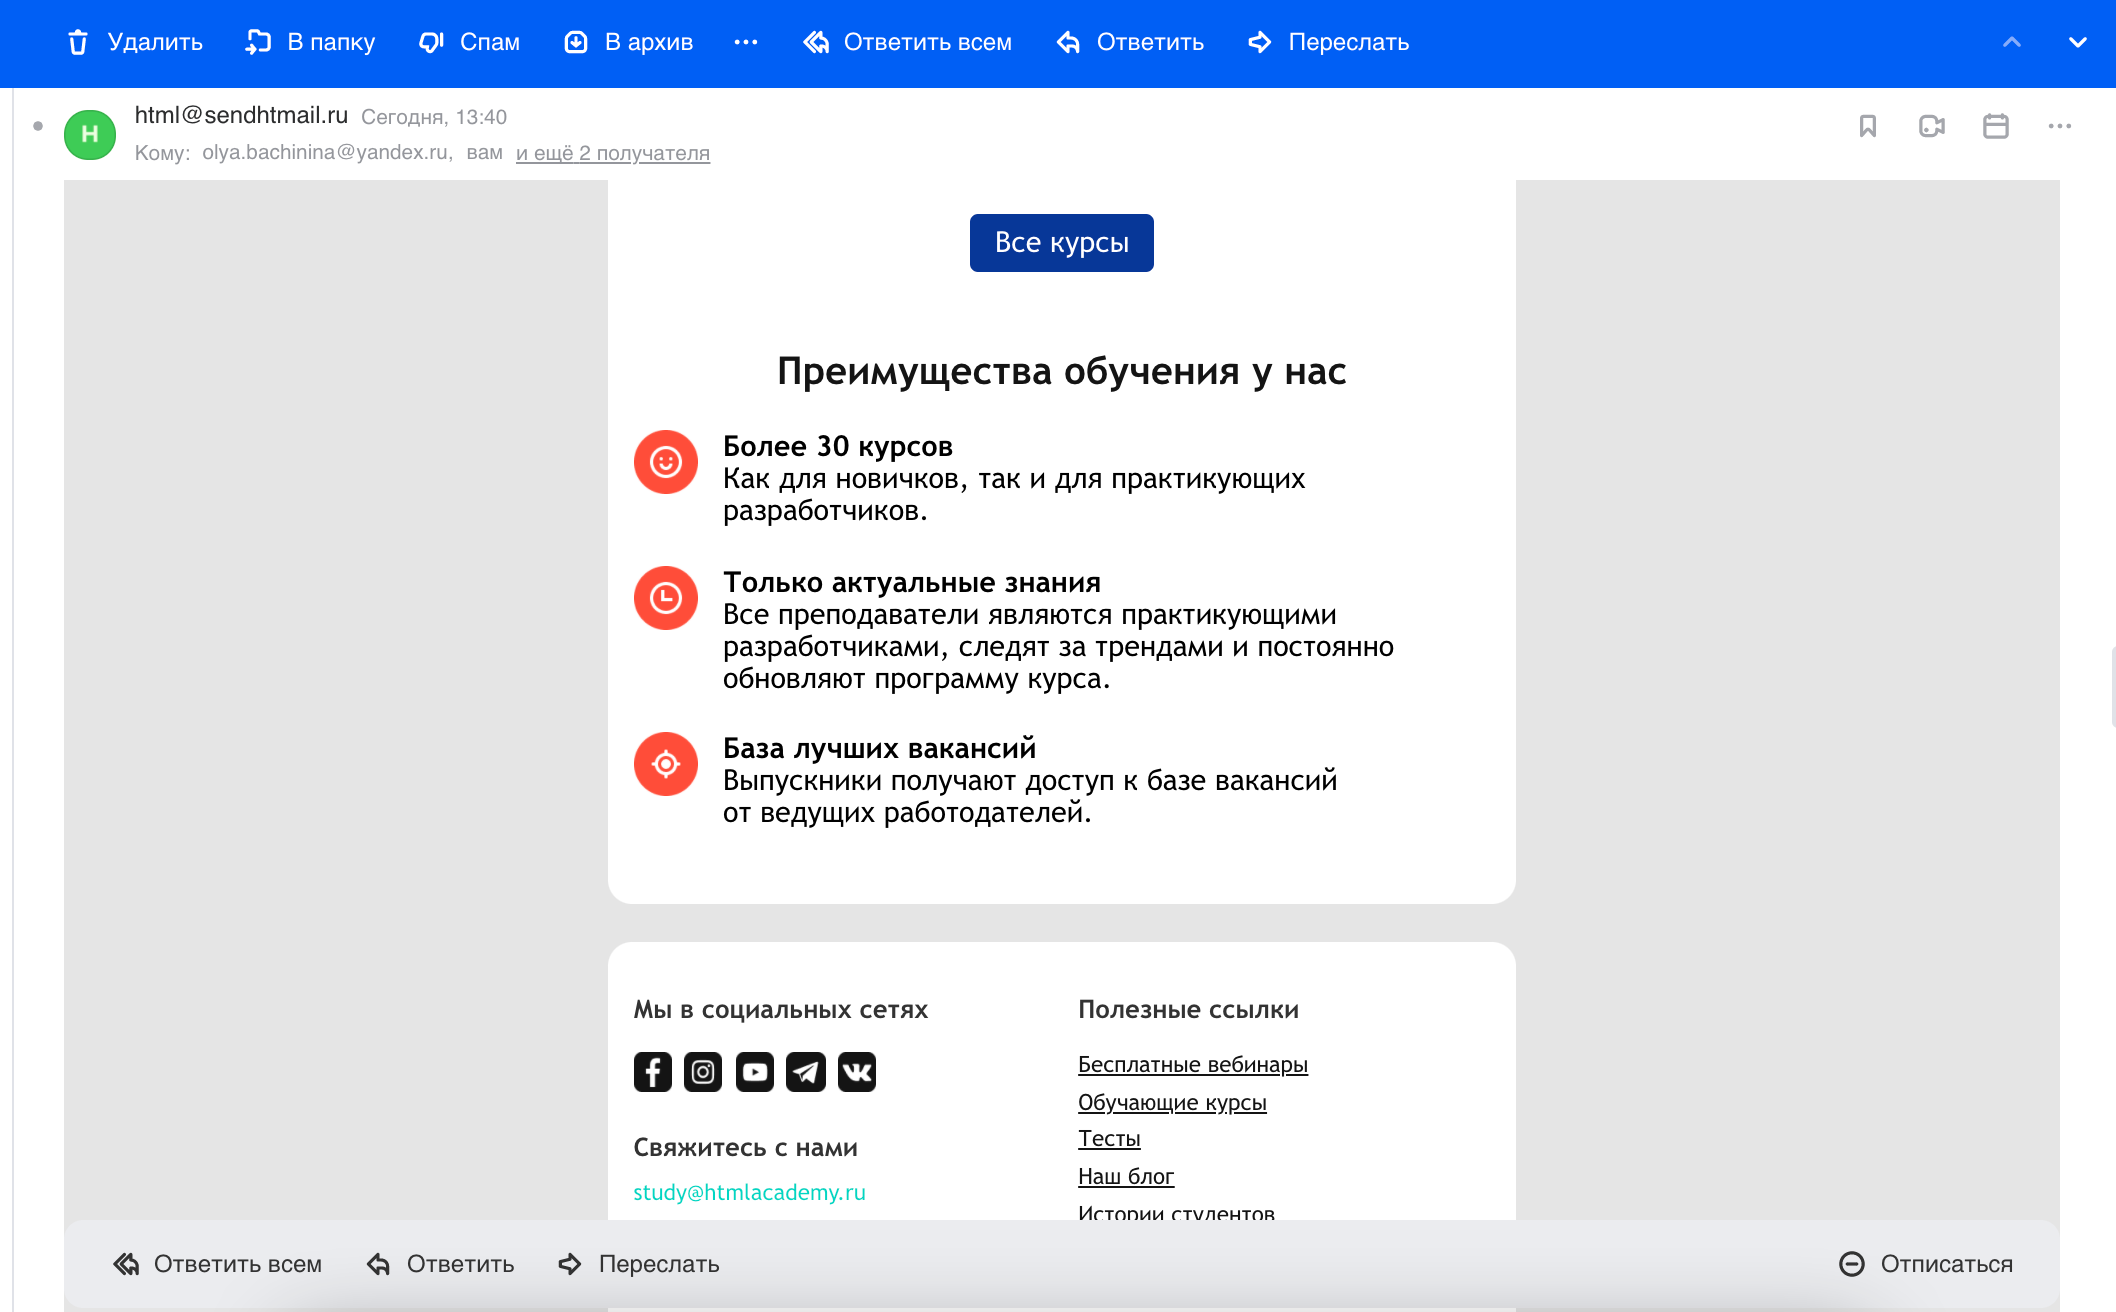 Удалить В папку Спам В архив Ответить всем Ответить Переслать
H
html@sendhtmail.ru Сегодня, 13:40
Кому: olya.bachinina@yandex.ru, вам и ещё 2 получателя
Все курсы
Преимущества обучения у нас
Более 30 курсов
Как для новичков, так и для практикующих
разработчиков.
Только актуальные знания
Все преподаватели являются практикующими
разработчиками, следят за трендами и постоянно
обновляют программу курса.
База лучших вакансий
Выпускники получают доступ к базе вакансий
от ведущих работодателей.
Мы в социальных сетях
Свяжитесь с нами
study@htmlacademy.ru
Полезные ссылки
Бесплатные вебинары
Обучающие курсы
Тесты
Наш блог
Истории студентов
Ответить всем Ответить Переслать Отписаться